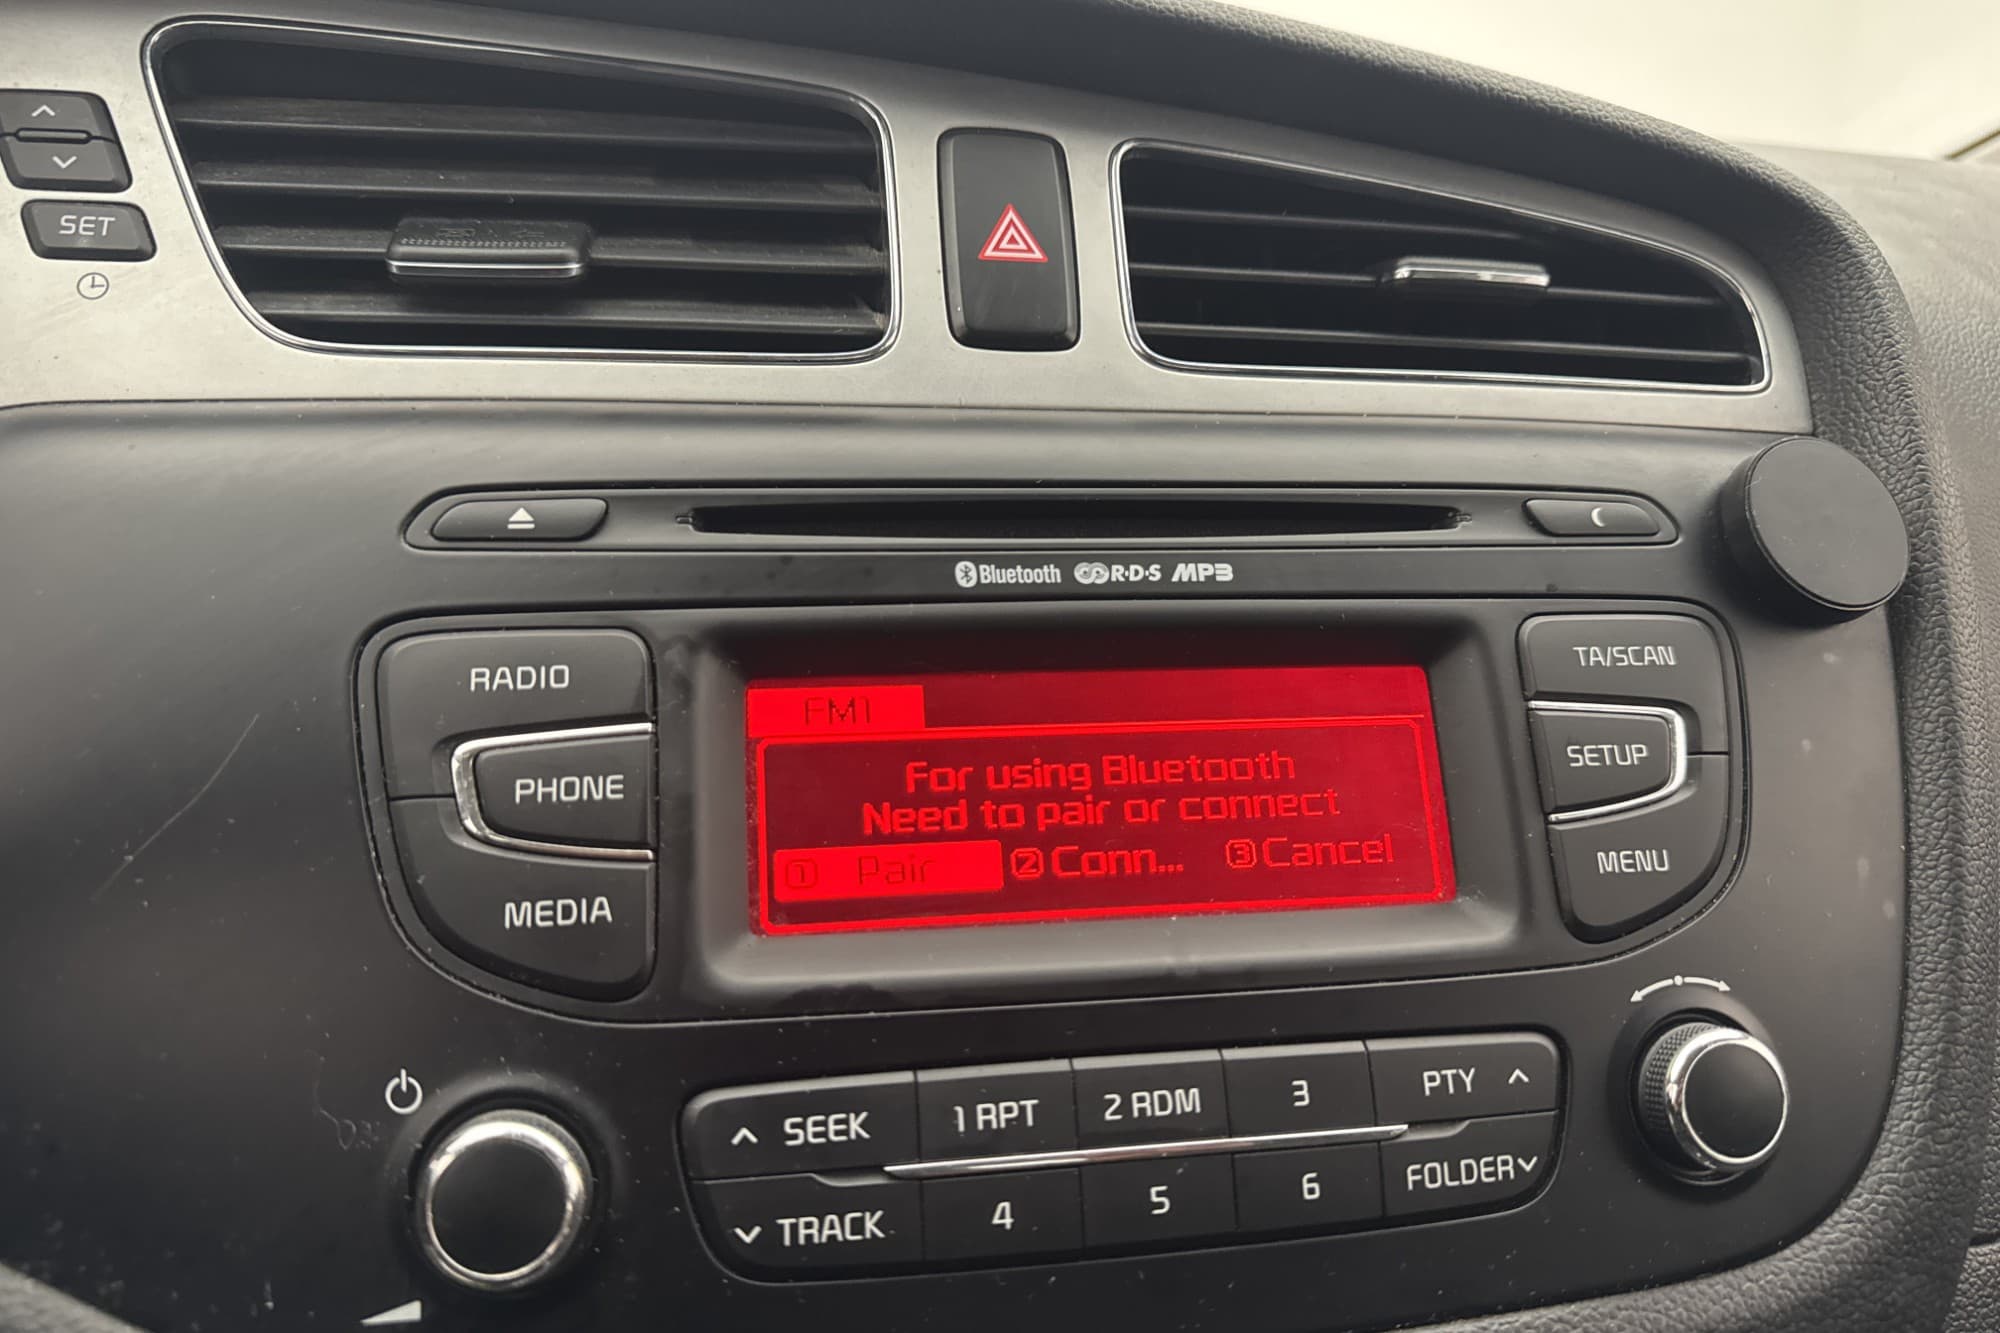 SET
Bluetooth R·D·S MP3
RADIO
PHONE
MEDIA
FM1
For using Bluetooth
Need to pair or connect
1 Pair 2 Conn... 3 Cancel
TA/SCAN
SETUP
MENU
SEEK 1 RPT 2 RDM 3 PTY
TRACK 4 5 6 FOLDER